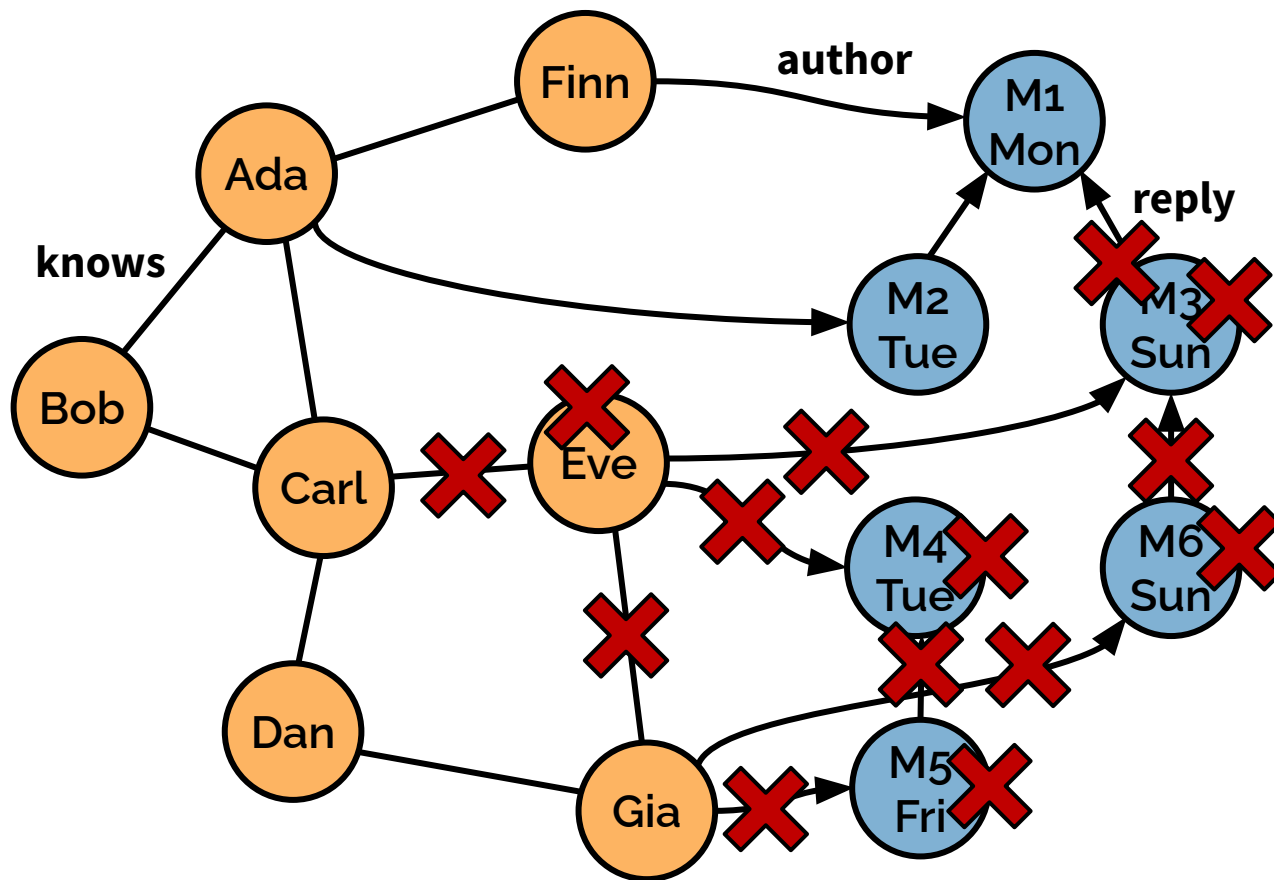 Finn
author
M1
Mon
Ada
reply
knows
M2
Tue
M3
Sun
Bob
Carl
Eve
M4
Tue
M6
Sun
Dan
Gia
M5
Fri